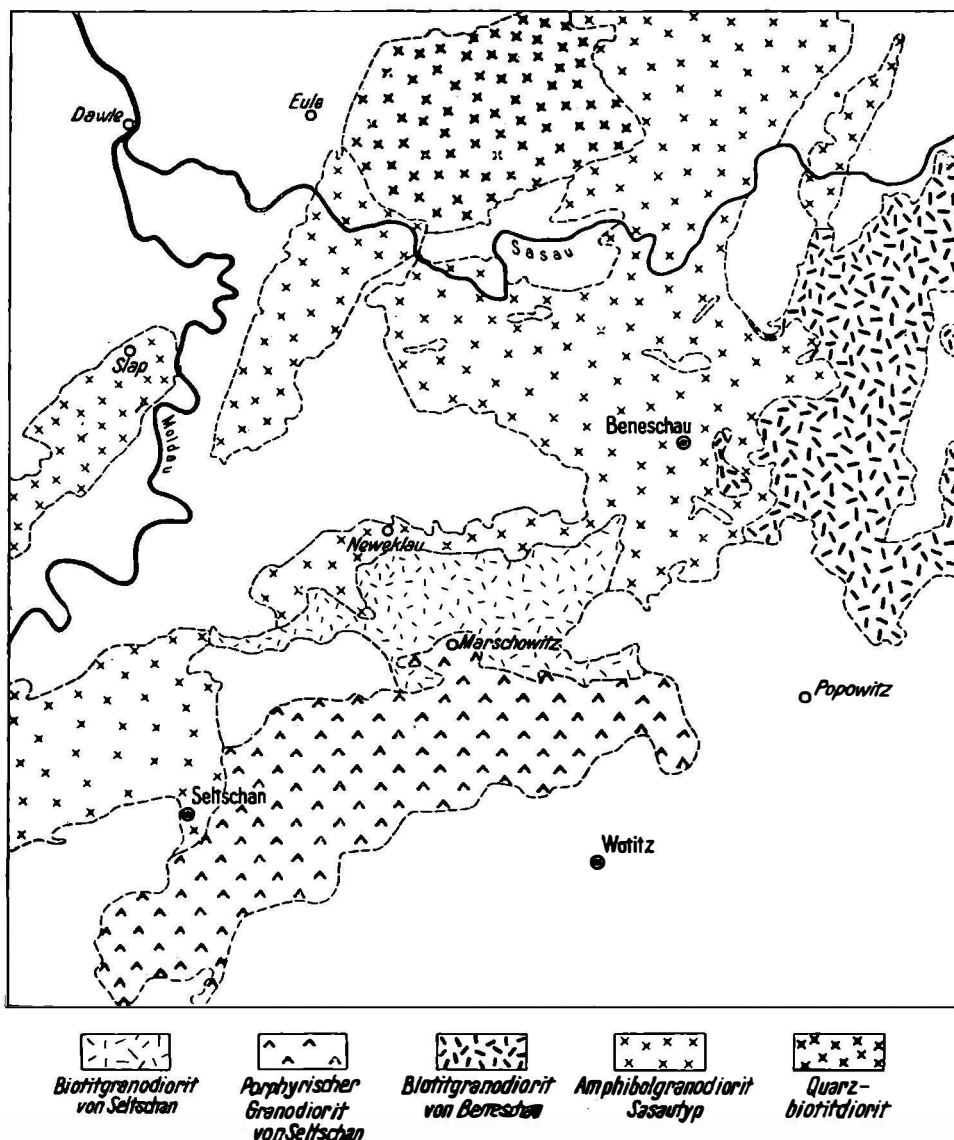 Dawle
Eule
Sasau
Slap
Moldau
Beneschau
Neweklau
Marschowitz
Popowitz
Seltschan
Wotitz
Biotitgranodiorit
von Seltschan
Porphyrischer
Granodiorit
von Seltschan
Biotitgranodiorit
von Beneschau
Amphibolgranodiorit
Sasautyp
Quarz-
biotitdiorit